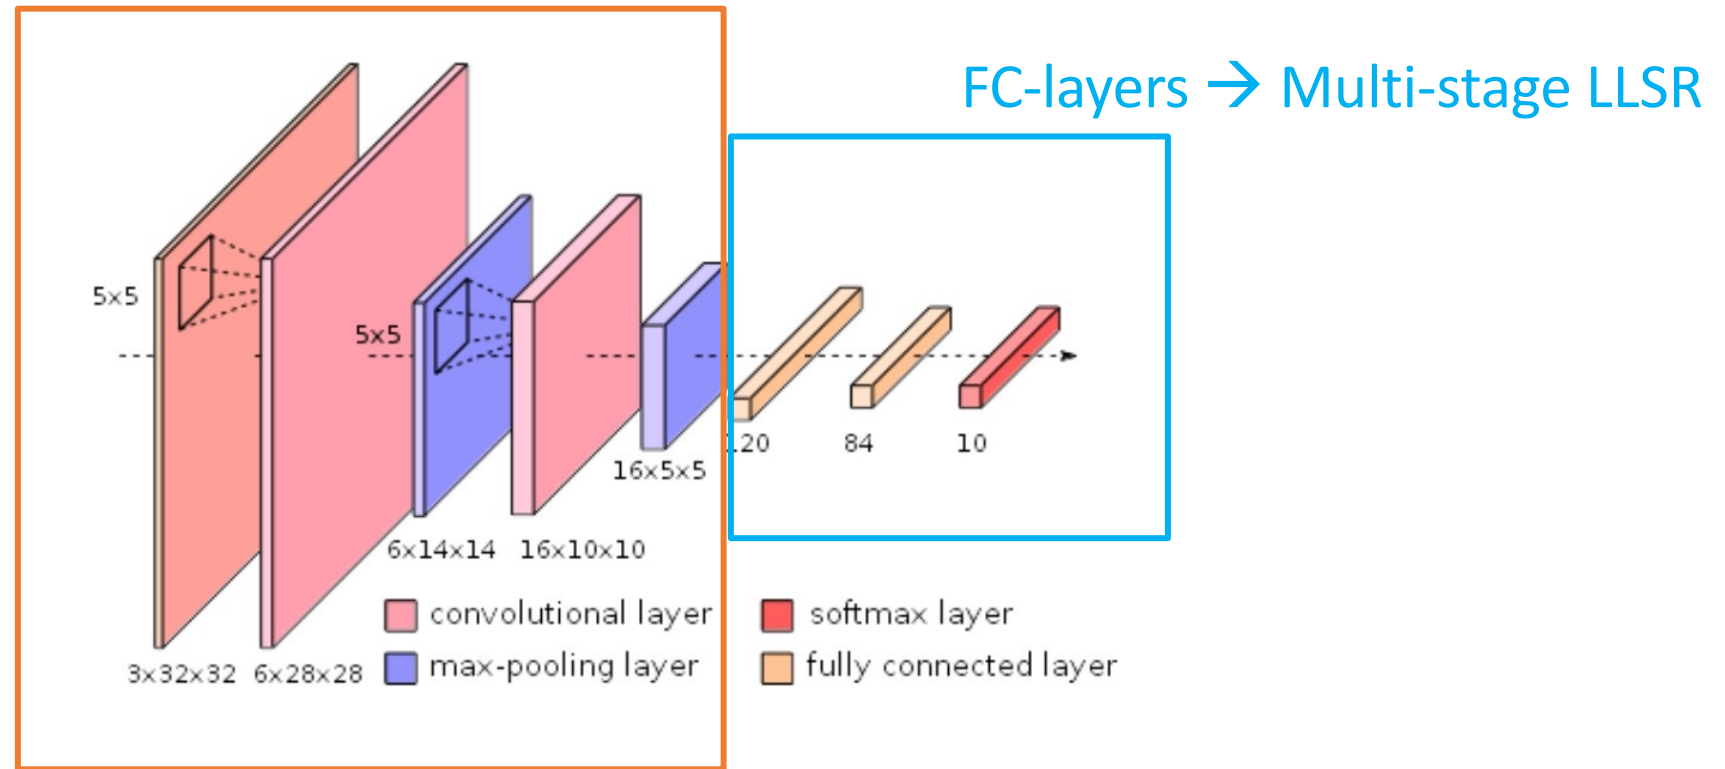 FC-layers → Multi-stage LLSR
5x5
5x5
120
84
10
16x5x5
6x14x14
16x10x10
convolutional layer
softmax layer
max-pooling layer
fully connected layer
3x32x32
6x28x28